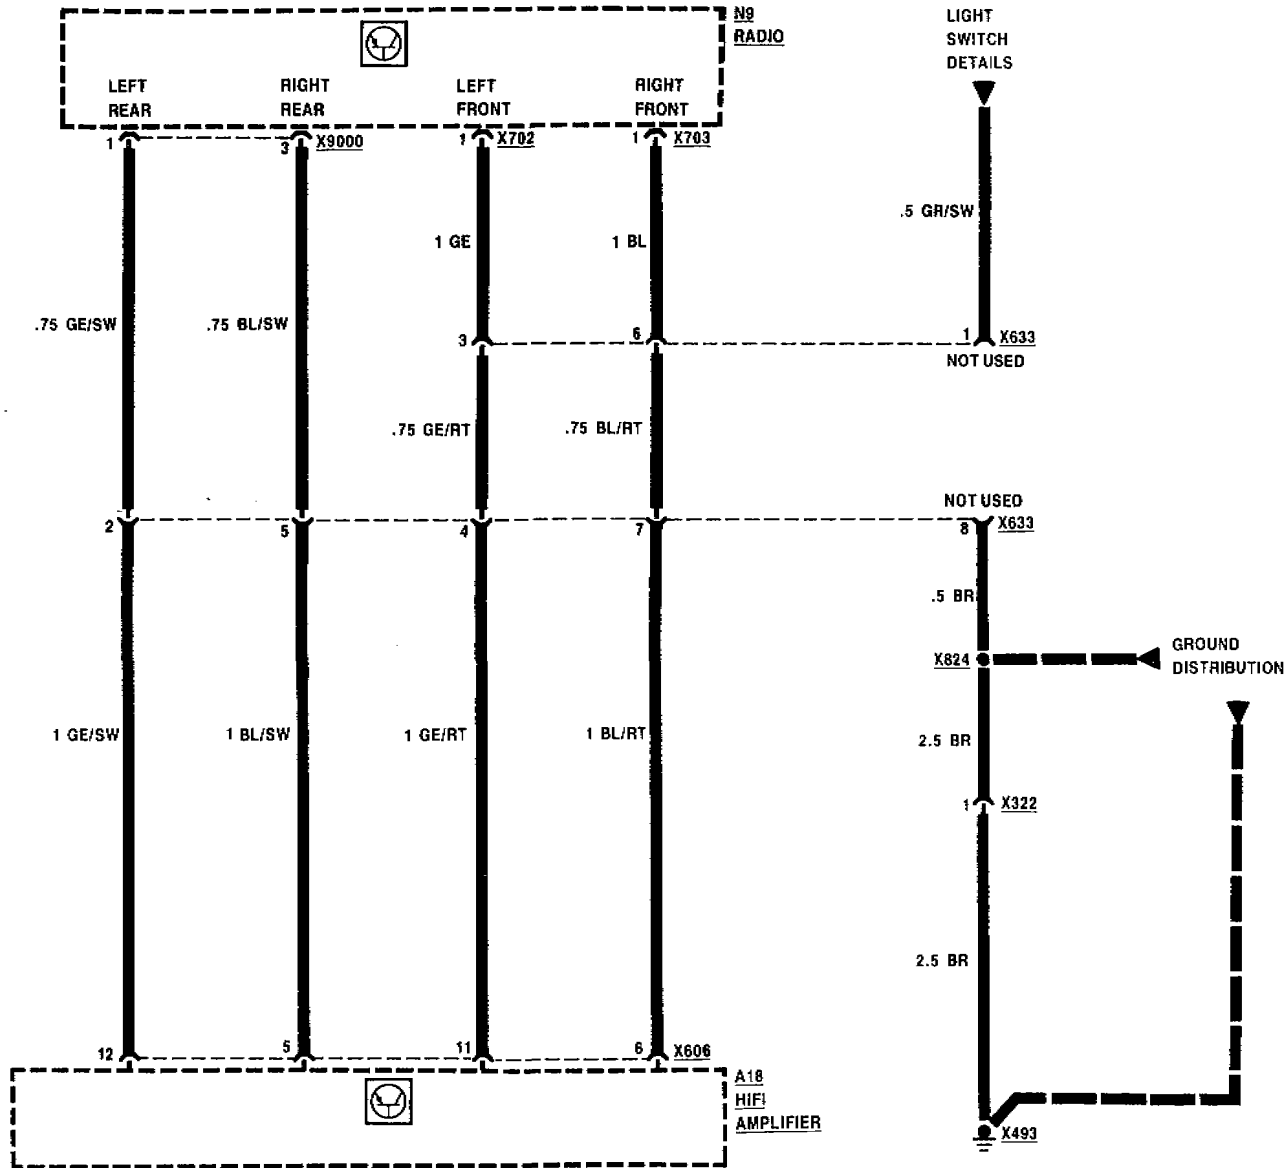 N9
RADIO
LIGHT
SWITCH
DETAILS
LEFT
REAR
RIGHT
REAR
LEFT
FRONT
RIGHT
FRONT
1
3 X9000
1 X702
1 X703
.5 GR/SW
1 GE
1 BL
.75 GE/SW
.75 BL/SW
3
6
1 X633
NOT USED
.75 GE/RT
.75 BL/RT
NOT USED
2
5
4
7
8 X633
.5 BR
X824
GROUND
DISTRIBUTION
1 GE/SW
1 BL/SW
1 GE/RT
1 BL/RT
2.5 BR
1 X322
2.5 BR
12
5
11
6 X606
A18
HIFI
AMPLIFIER
X493